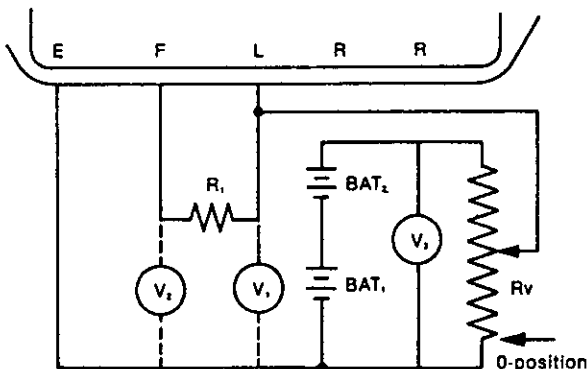 E F L R R
R₁
BAT₂
V₃
V₂
V₁
BAT₁
Rv
0-position